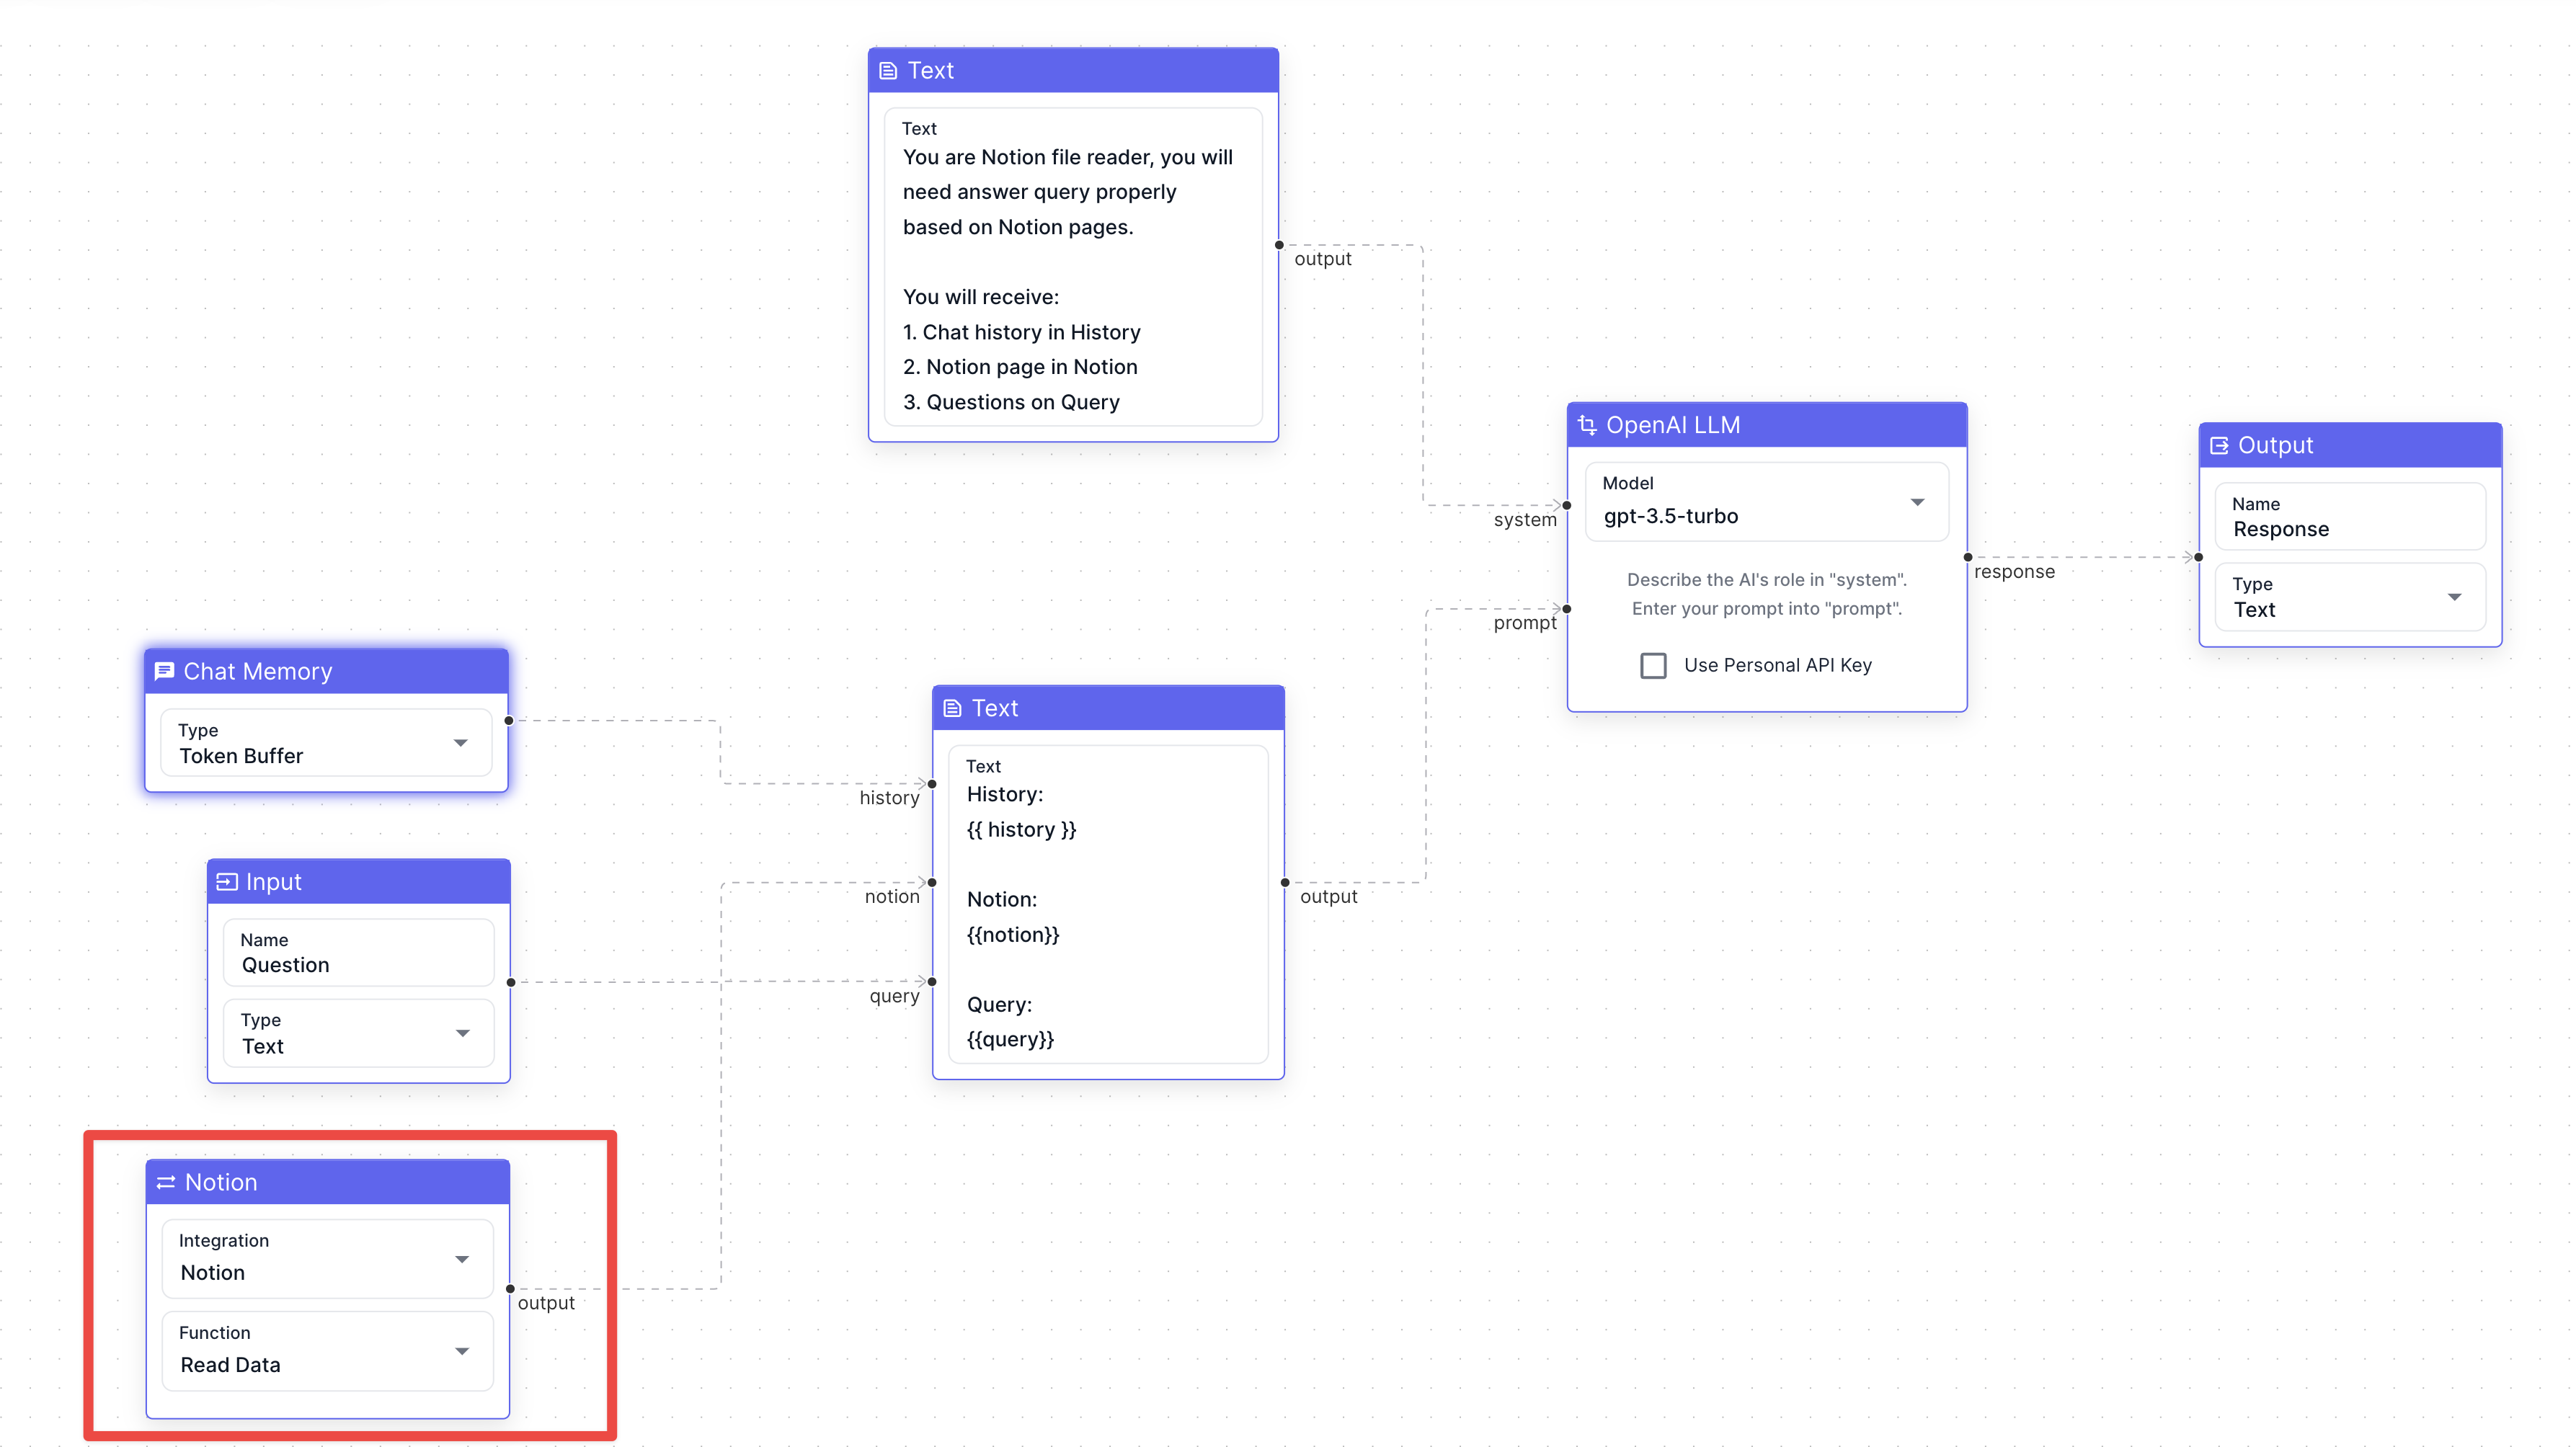 Text
Text
You are Notion file reader, you will
need answer query properly
based on Notion pages.
You will receive:
1. Chat history in History
2. Notion page in Notion
3. Questions on Query
output
OpenAI LLM
Model
gpt-3.5-turbo
system
Describe the AI's role in "system".
Enter your prompt into "prompt".
prompt
Use Personal API Key
response
Output
Name
Response
Type
Text
Chat Memory
Type
Token Buffer
Input
Name
Question
Type
Text
Notion
Integration
Notion
output
Function
Read Data
Text
Text
History:
{{ history }}
history
Notion:
{{notion}}
notion
Query:
{{query}}
query
output